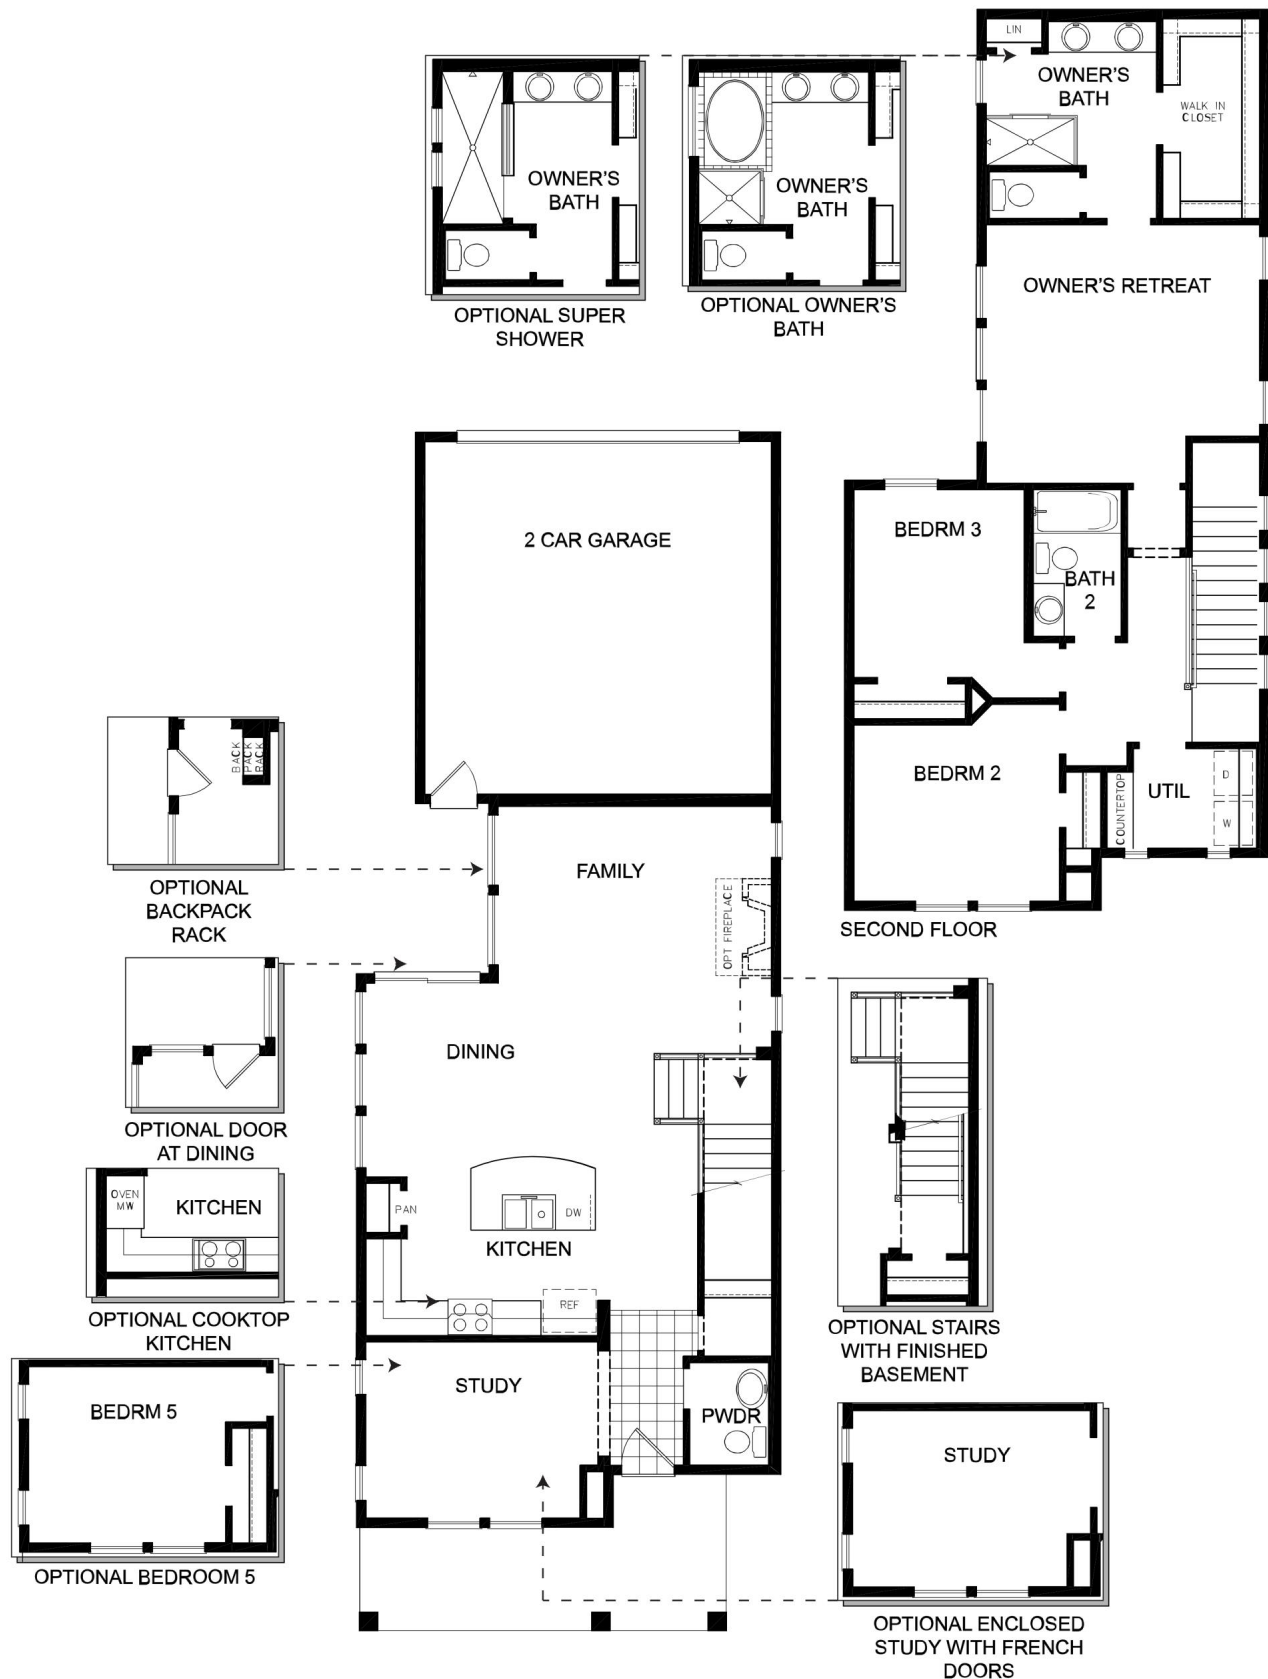 LIN
OWNER'S
BATH
WALK IN
CLOSET
OWNER'S
BATH
OPTIONAL SUPER
SHOWER
OWNER'S
BATH
OPTIONAL OWNER'S
BATH
OWNER'S RETREAT
2 CAR GARAGE
BEDRM 3
BATH
2
BEDRM 2
COUNTERTOP
UTIL
D
W
SECOND FLOOR
BACK
PACK
RACK
OPTIONAL
BACKPACK
RACK
FAMILY
OPT FIREPLACE
OPTIONAL DOOR
AT DINING
DINING
OVEN
MW
KITCHEN
OPTIONAL COOKTOP
KITCHEN
PAN
DW
KITCHEN
REF
OPTIONAL STAIRS
WITH FINISHED
BASEMENT
BEDRM 5
OPTIONAL BEDROOM 5
STUDY
PWDR
STUDY
OPTIONAL ENCLOSED
STUDY WITH FRENCH
DOORS